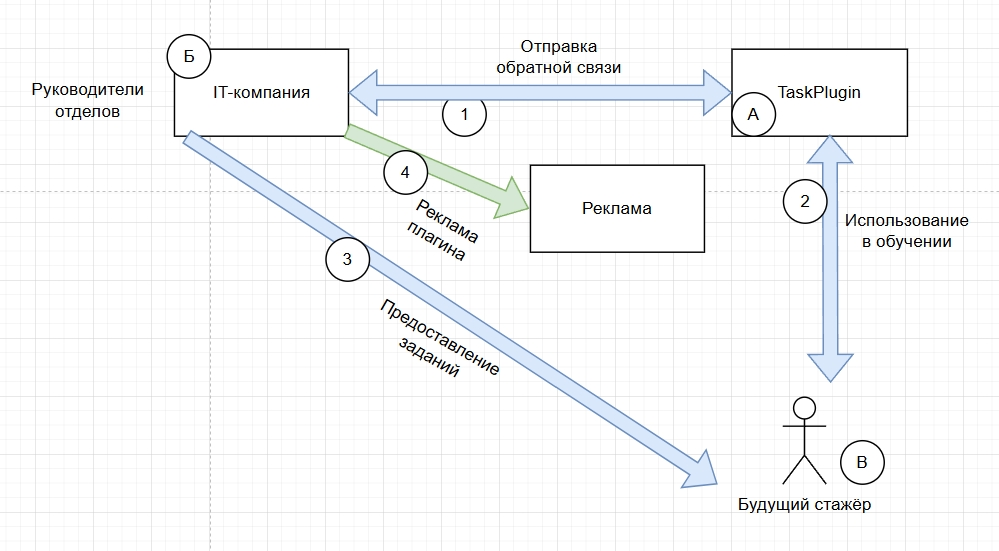 Отправка
обратной связи
Б
Руководители
отделов
IT-компания
1
TaskPlugin
А
4
Реклама
плагина
Реклама
2
Использование
в обучении
3
Предоставление
заданий
В
Будущий стажёр